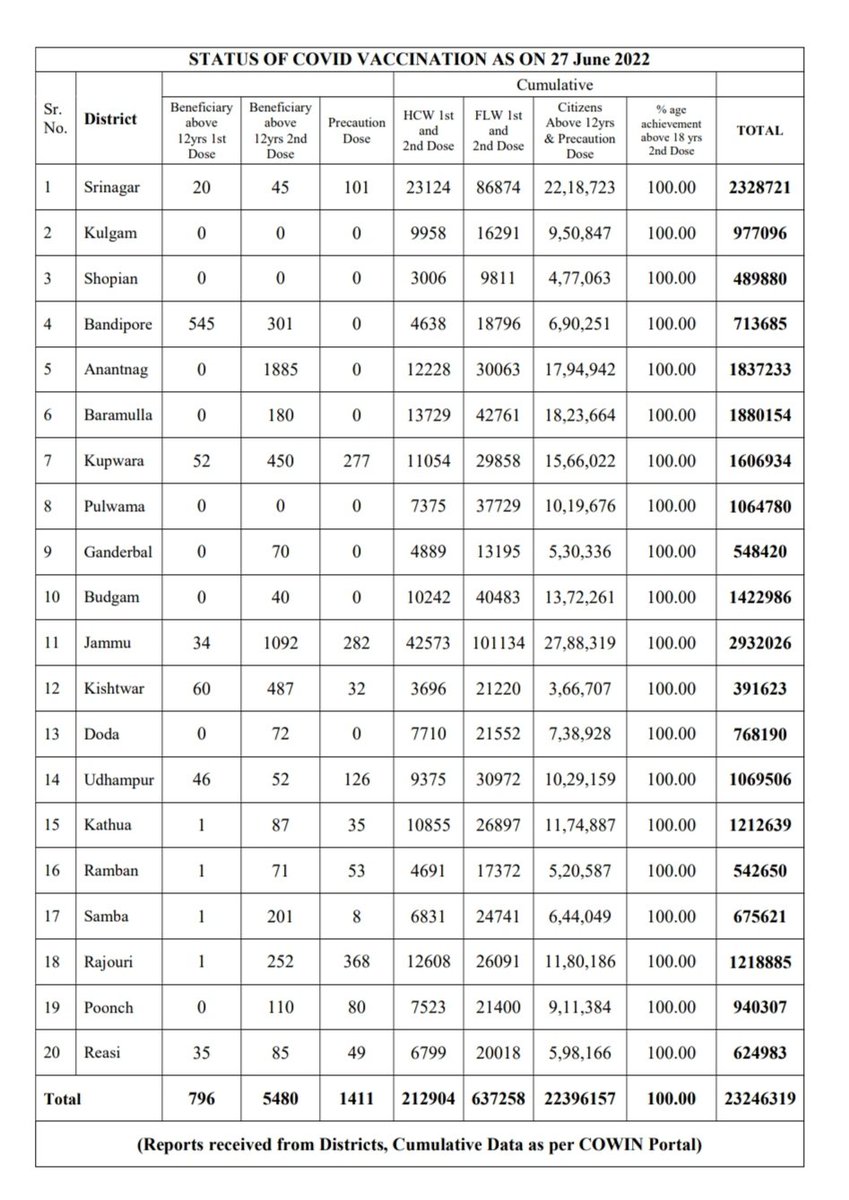 STATUS OF COVID VACCINATION AS ON 27 June 2022
Cumulative
Sr. No. District Beneficiary above 12yrs 1st Dose Beneficiary above 12yrs 2nd Dose Precaution Dose HCW 1st and 2nd Dose FLW 1st and 2nd Dose Citizens Above 12yrs & Precaution Dose % age achievement above 18 yrs 2nd Dose TOTAL
1 Srinagar 20 45 101 23124 86874 22,18,723 100.00 2328721
2 Kulgam 0 0 0 9958 16291 9,50,847 100.00 977096
3 Shopian 0 0 0 3006 9811 4,77,063 100.00 489880
4 Bandipore 545 301 0 4638 18796 6,90,251 100.00 713685
5 Anantnag 0 1885 0 12228 30063 17,94,942 100.00 1837233
6 Baramulla 0 180 0 13729 42761 18,23,664 100.00 1880154
7 Kupwara 52 450 277 11054 29858 15,66,022 100.00 1606934
8 Pulwama 0 0 0 7375 37729 10,19,676 100.00 1064780
9 Ganderbal 0 70 0 4889 13195 5,30,336 100.00 548420
10 Budgam 0 40 0 10242 40483 13,72,261 100.00 1422986
11 Jammu 34 1092 282 42573 101134 27,88,319 100.00 2932026
12 Kishtwar 60 487 32 3696 21220 3,66,707 100.00 391623
13 Doda 0 72 0 7710 21552 7,38,928 100.00 768190
14 Udhampur 46 52 126 9375 30972 10,29,159 100.00 1069506
15 Kathua 1 87 35 10855 26897 11,74,887 100.00 1212639
16 Ramban 1 71 53 4691 17372 5,20,587 100.00 542650
17 Samba 1 201 8 6831 24741 6,44,049 100.00 675621
18 Rajouri 1 252 368 12608 26091 11,80,186 100.00 1218885
19 Poonch 0 110 80 7523 21400 9,11,384 100.00 940307
20 Reasi 35 85 49 6799 20018 5,98,166 100.00 624983
Total 796 5480 1411 212904 637258 22396157 100.00 23246319
(Reports received from Districts, Cumulative Data as per COWIN Portal)